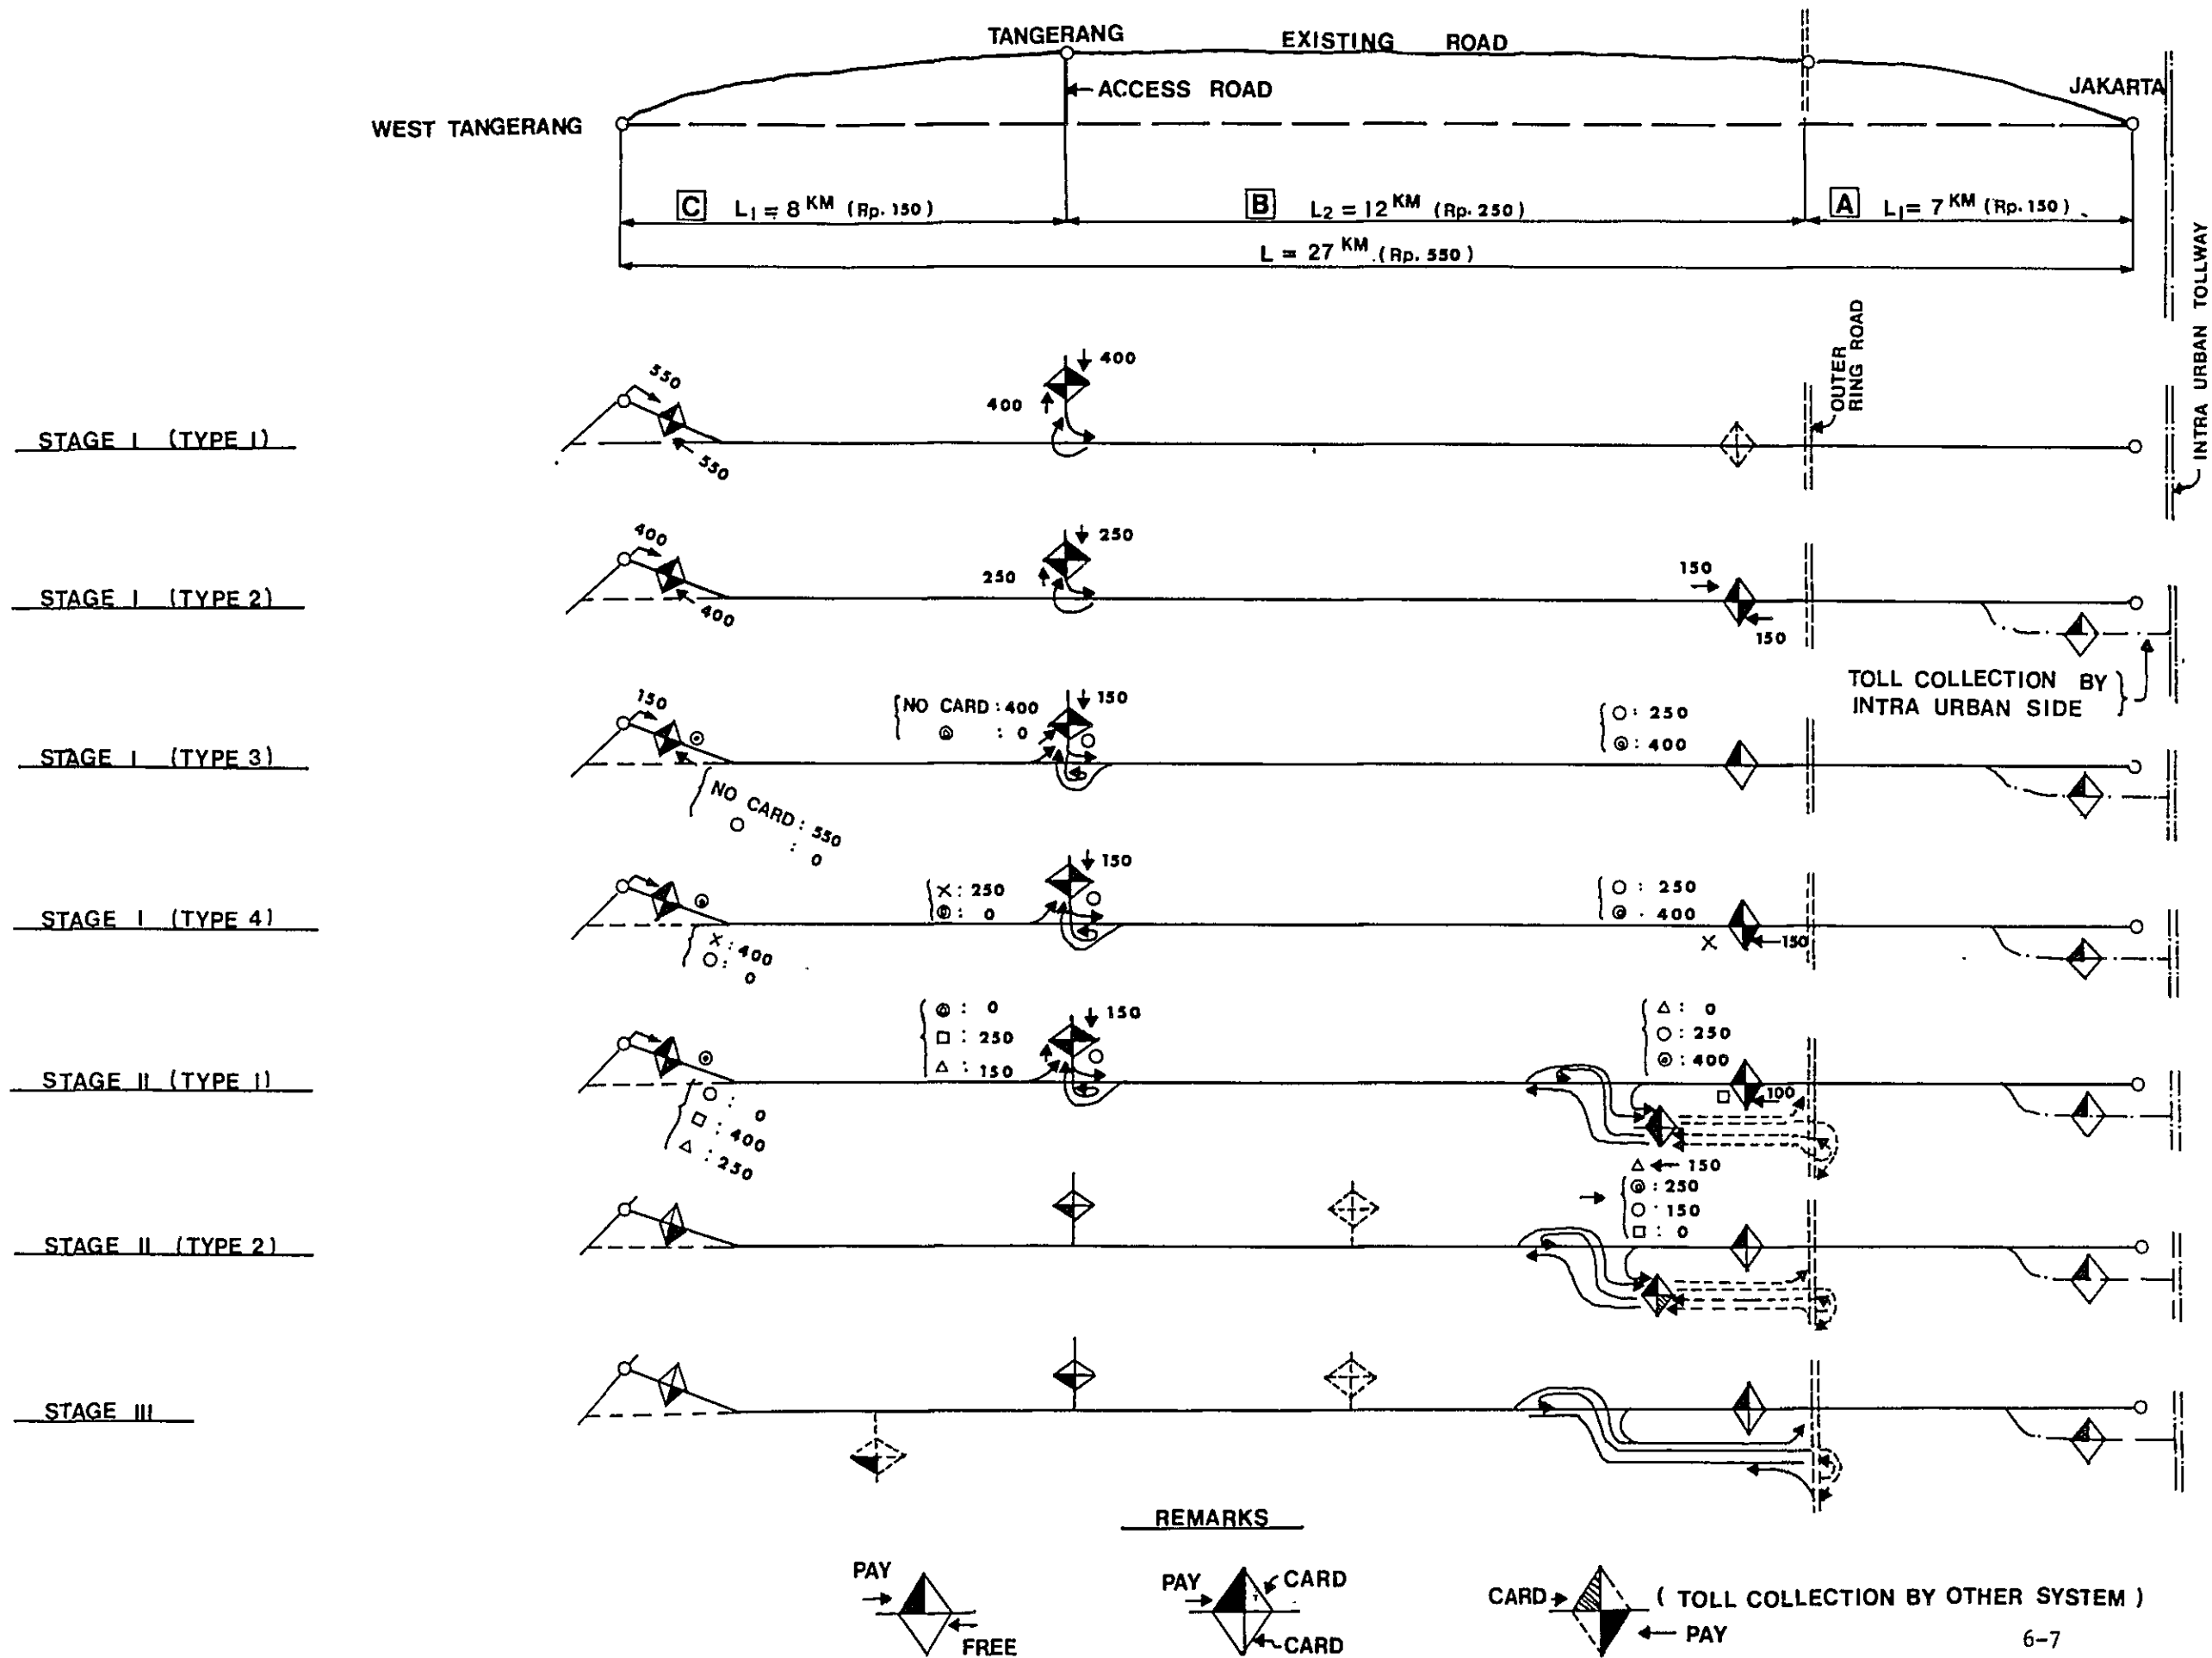 TANGERANG
EXISTING ROAD
JAKARTA
ACCESS ROAD
WEST TANGERANG
C L1 = 8 KM (Rp. 150)
B L2 = 12 KM (Rp. 250)
A L1 = 7 KM (Rp. 150)
L = 27 KM (Rp. 550)
INTRA URBAN TOLLWAY
OUTER
RING ROAD
STAGE I (TYPE 1)
550
550
400
400
STAGE I (TYPE 2)
400
400
250
250
150
150
TOLL COLLECTION BY
INTRA URBAN SIDE
STAGE I (TYPE 3)
150
NO CARD : 550
○ : 0
NO CARD : 400
◎ : 0
150
○ : 250
◎ : 400
STAGE I (TYPE 4)
X : 400
○ : 0
X : 250
◎ : 0
150
○ : 250
◎ : 400
X
150
STAGE II (TYPE 1)
○ : 0
□ : 400
△ : 250
◎ : 0
□ : 250
△ : 150
150
△ : 0
○ : 250
◎ : 400
□
100
△ ← 150
STAGE II (TYPE 2)
◎ : 250
○ : 150
□ : 0
STAGE III
REMARKS
PAY
FREE
PAY
CARD
CARD
CARD
(TOLL COLLECTION BY OTHER SYSTEM)
PAY
6-7